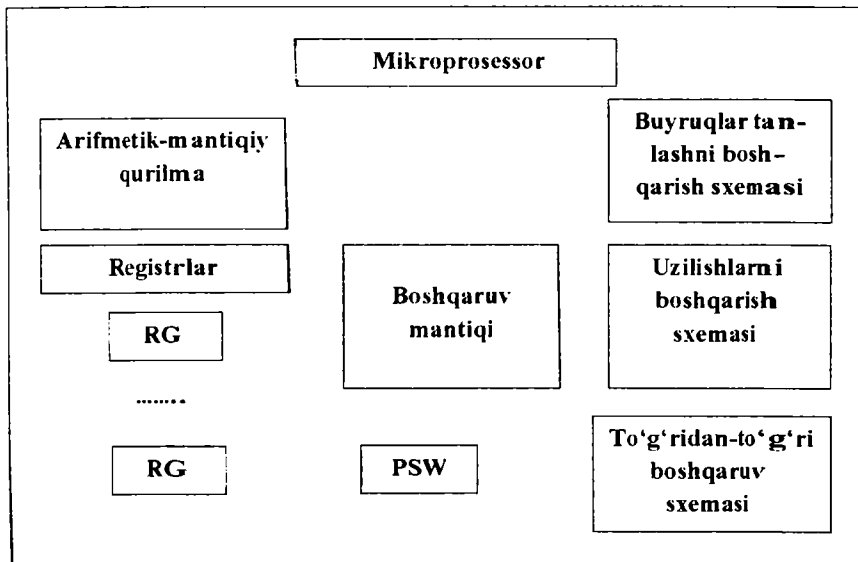 Mikroprosessor
Arifmetik-mantiqiy
qurilma
Buyruqlar tan-
lashni bosh-
qarish sxemasi
Registrlar
RG
........
RG
Boshqaruv
mantiqi
PSW
Uzilishlarni
boshqarish
sxemasi
To‘g‘ridan-to‘g‘ri
boshqaruv
sxemasi